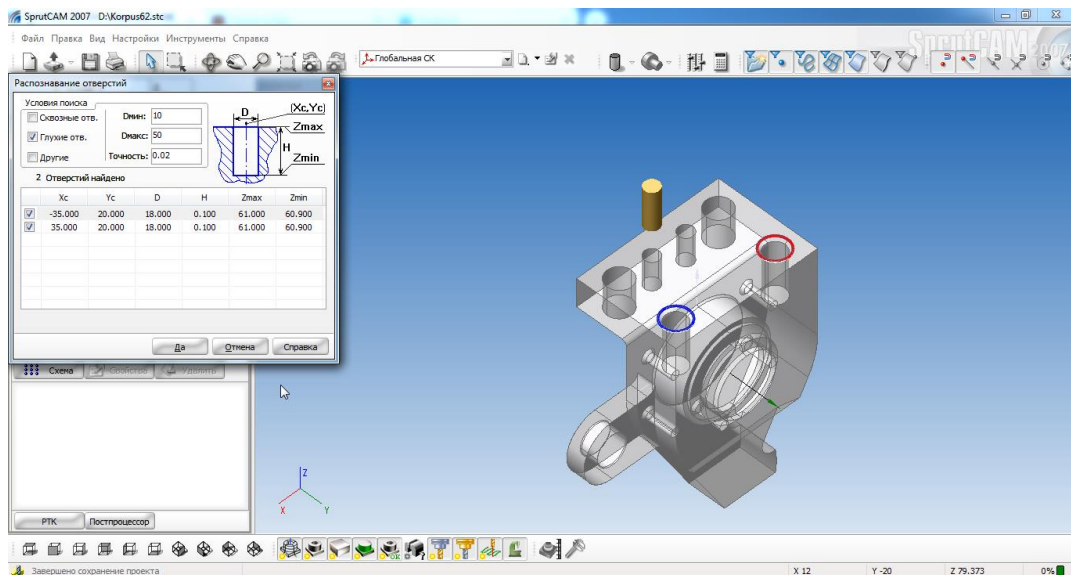 SprutCAM 2007 D:\Korpus62.stc
Файл Правка Вид Настройки Инструменты Справка
Глобальная СК
SprutCAM 2007
Распознавание отверстий
Условия поиска
Сквозные отв. Dмин: 10
Глухие отв. Dмакс: 50
Другие Точность: 0.02
D (Xc,Yc)
Zmax
H
Zmin
2 Отверстий найдено
Xc Yc D H Zmax Zmin
-35.000 20.000 18.000 0.100 61.000 60.900
35.000 20.000 18.000 0.100 61.000 60.900
Да Отмена Справка
Схема Свойства Удалить
Z
X Y
РТК Постпроцессор
OK
Завершено сохранение проекта X 12 Y -20 Z 79.373 0%